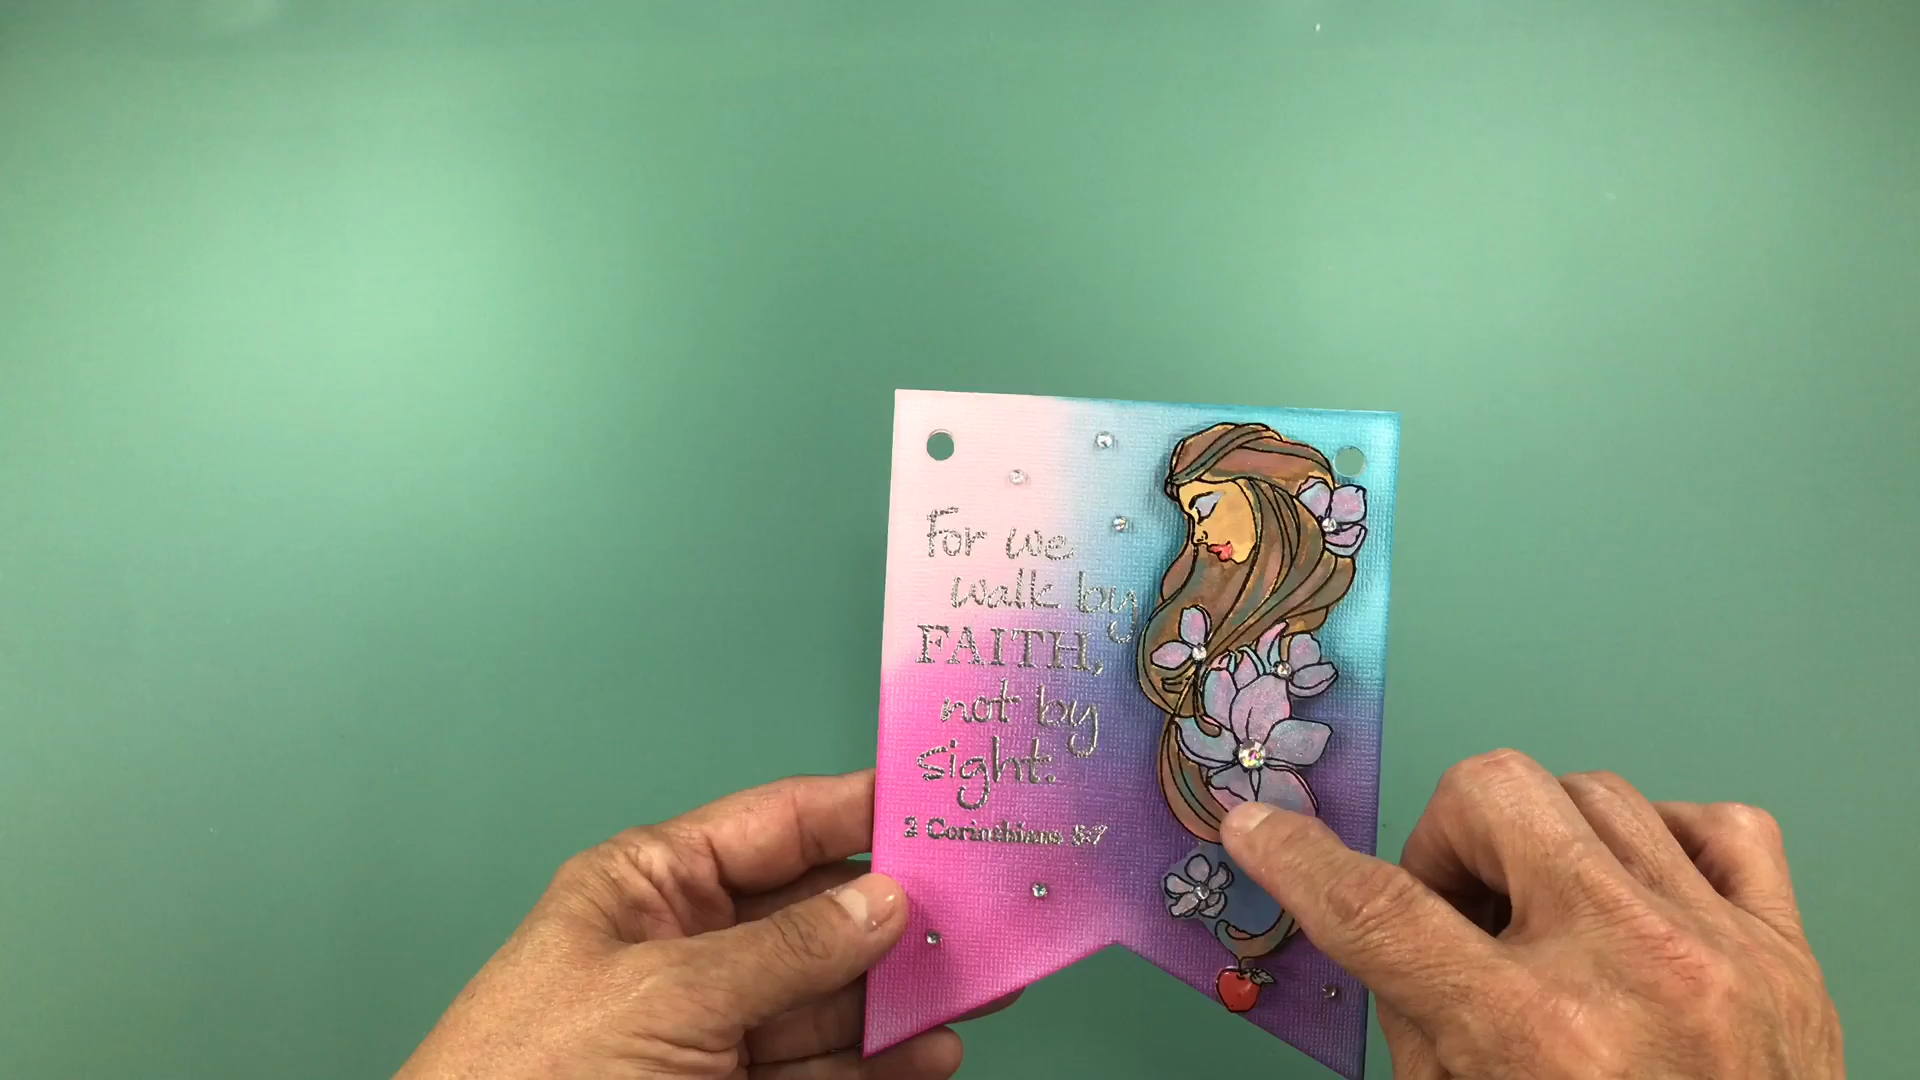 For we
walk by
FAITH,
not by
sight.
2 Corinthians 5:7